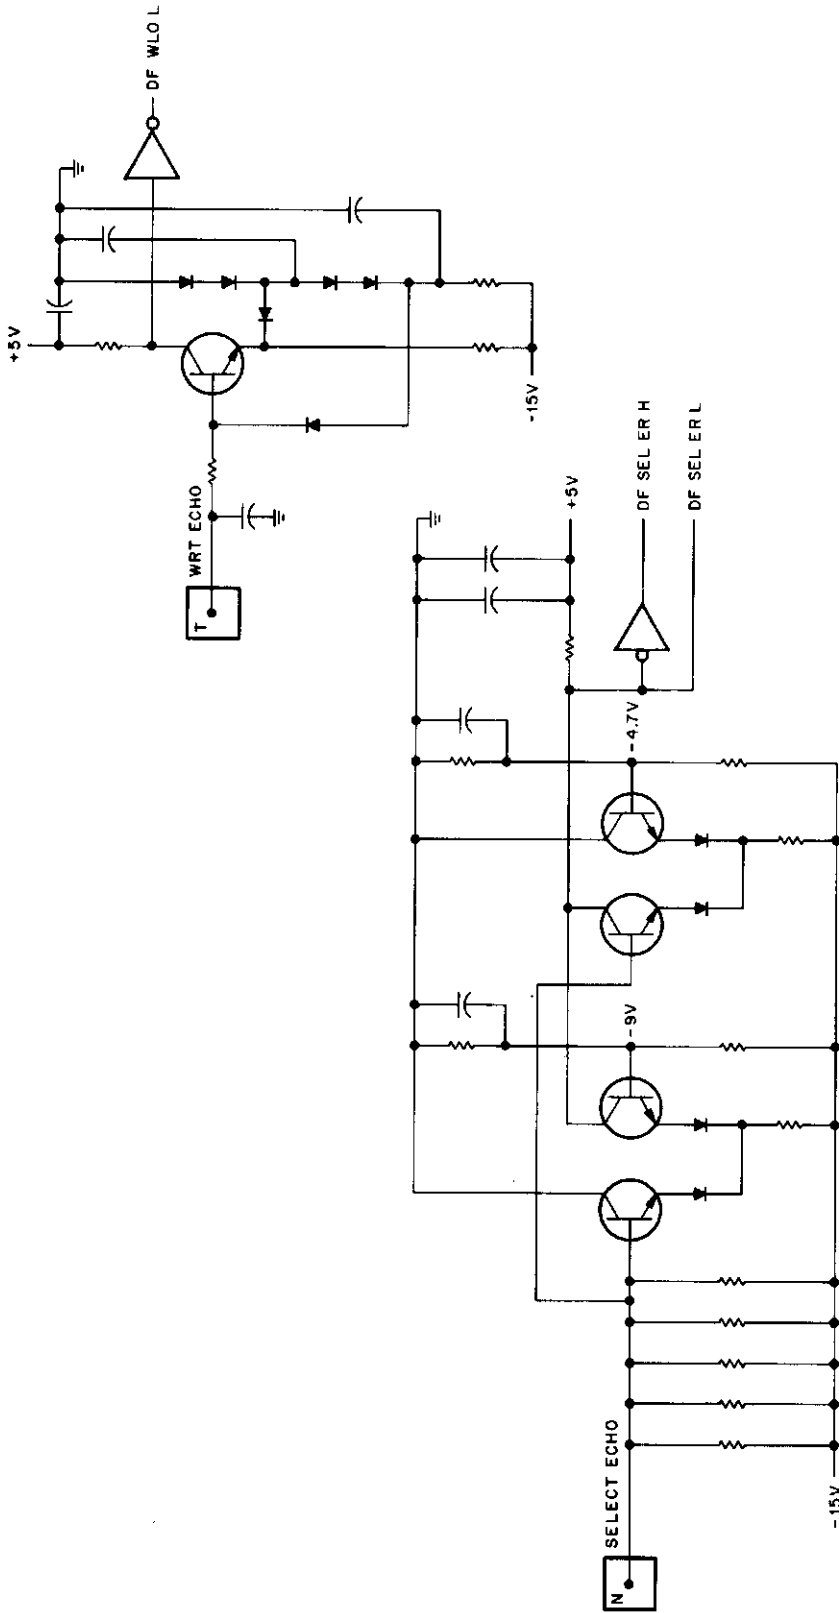 +5V
DF WLO L
WRT ECHO
T
-15V
+5V
DF SEL ER H
DF SEL ER L
-4.7V
-9V
SELECT ECHO
N
-15V